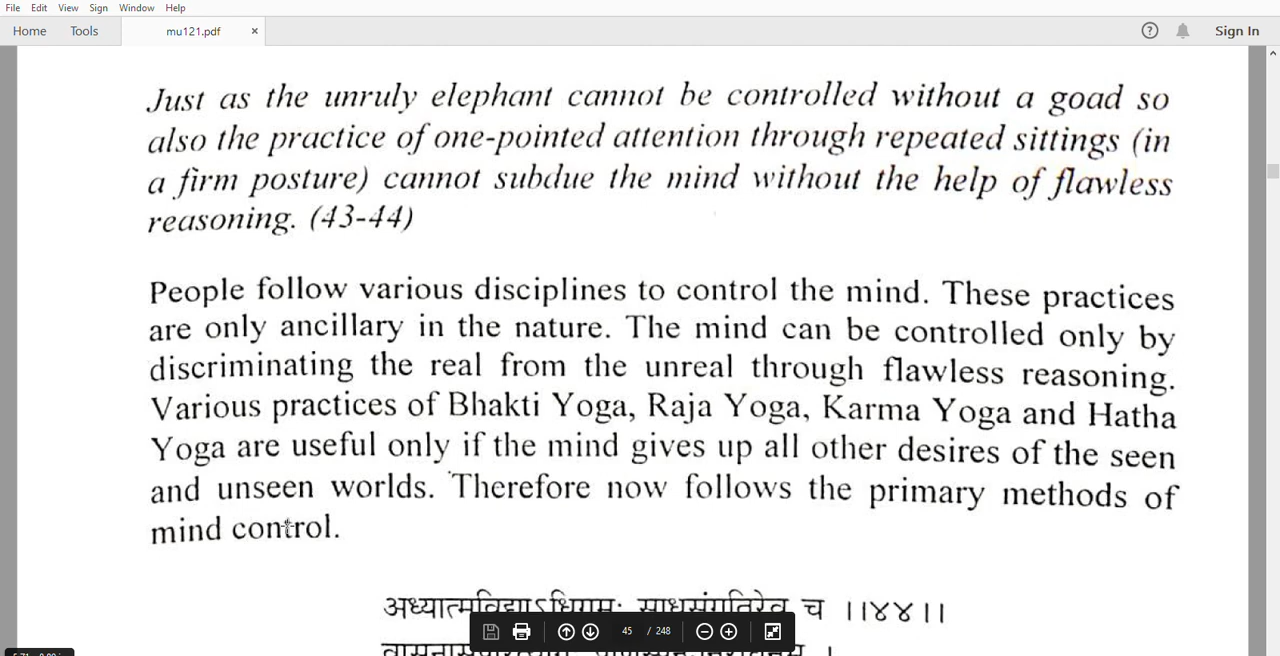 File Edit View Sign Window Help
Home Tools mu121.pdf × Sign In
Just as the unruly elephant cannot be controlled without a goad so
also the practice of one-pointed attention through repeated sittings (in
a firm posture) cannot subdue the mind without the help of flawless
reasoning. (43-44)
People follow various disciplines to control the mind. These practices
are only ancillary in the nature. The mind can be controlled only by
discriminating the real from the unreal through flawless reasoning.
Various practices of Bhakti Yoga, Raja Yoga, Karma Yoga and Hatha
Yoga are useful only if the mind gives up all other desires of the seen
and unseen worlds. Therefore now follows the primary methods of
mind control.
अध्यात्मविद्याऽधिगमः साधुसंगतिरेव च ।।४४।।
45 / 248